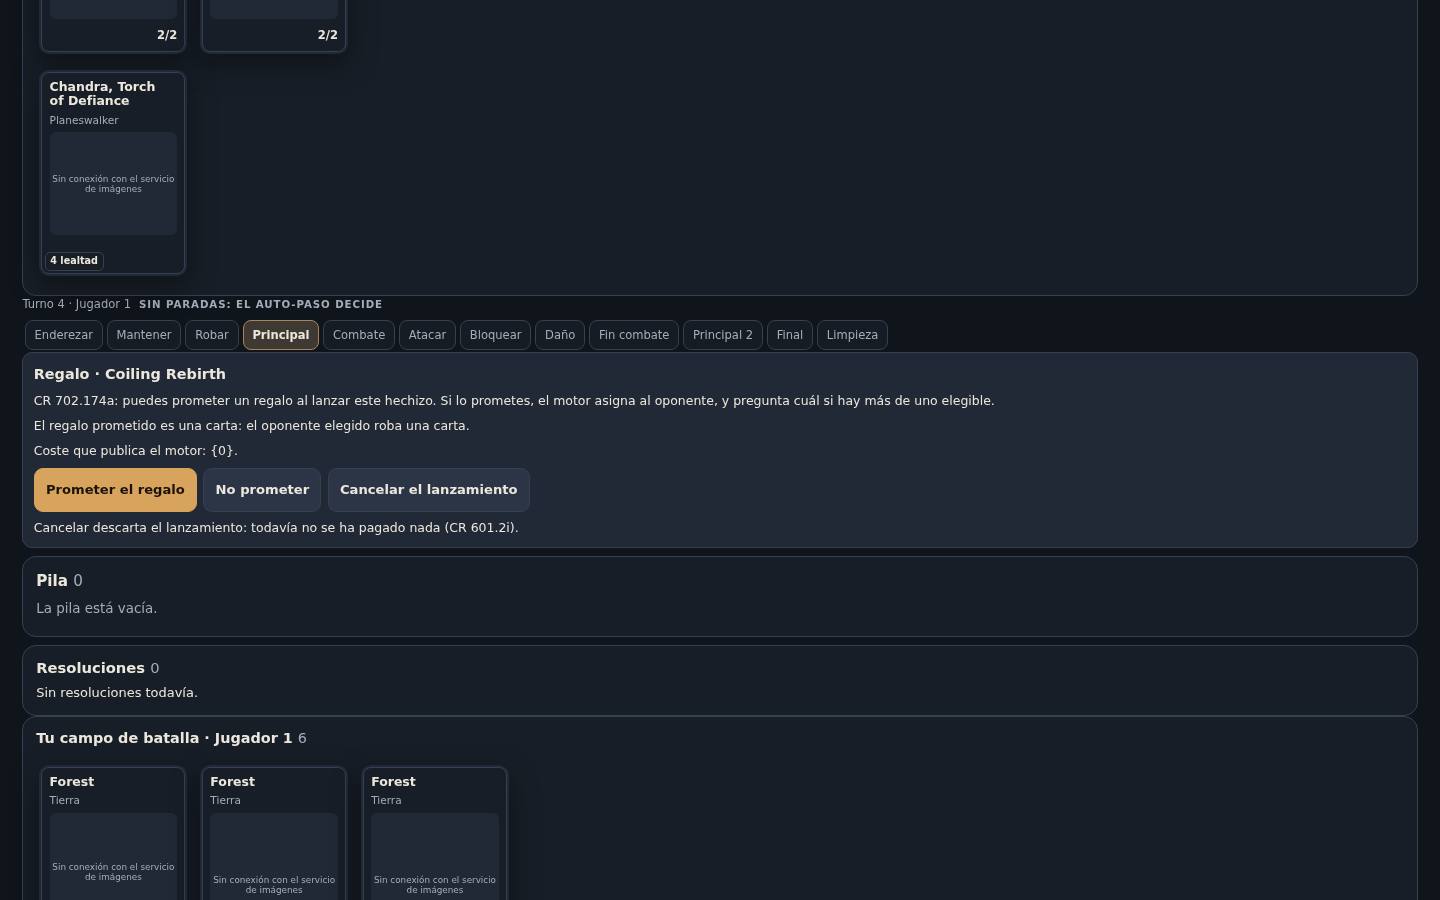 2/2
2/2
Chandra, Torch
of Defiance
Planeswalker
Sin conexión con el servicio
de imágenes
4 lealtad
Turno 4 · Jugador 1 SIN PARADAS: EL AUTO-PASO DECIDE
Enderezar Mantener Robar Principal Combate Atacar Bloquear Daño Fin combate Principal 2 Final Limpieza
Regalo · Coiling Rebirth
CR 702.174a: puedes prometer un regalo al lanzar este hechizo. Si lo prometes, el motor asigna al oponente, y pregunta cuál si hay más de uno elegible.
El regalo prometido es una carta: el oponente elegido roba una carta.
Coste que publica el motor: {0}.
Prometer el regalo No prometer Cancelar el lanzamiento
Cancelar descarta el lanzamiento: todavía no se ha pagado nada (CR 601.2i).
Pila 0
La pila está vacía.
Resoluciones 0
Sin resoluciones todavía.
Tu campo de batalla · Jugador 1 6
Forest
Tierra
Sin conexión con el servicio
de imágenes
Forest
Tierra
Sin conexión con el servicio
de imágenes
Forest
Tierra
Sin conexión con el servicio
de imágenes